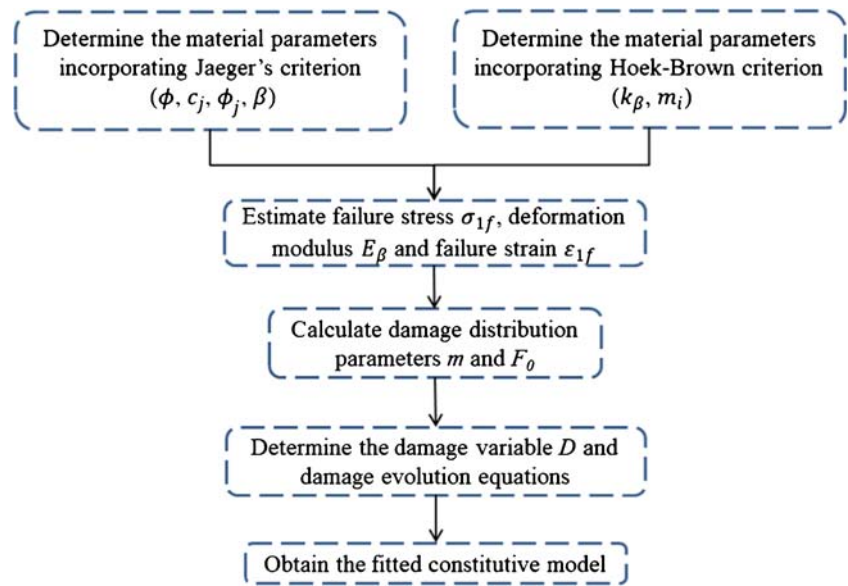 Determine the material parameters
incorporating Jaeger's criterion
(ϕ, c_j, ϕ_j, β)
Determine the material parameters
incorporating Hoek-Brown criterion
(k_β, m_i)
Estimate failure stress σ_1f, deformation
modulus E_β and failure strain ε_1f
Calculate damage distribution
parameters m and F_0
Determine the damage variable D and
damage evolution equations
Obtain the fitted constitutive model